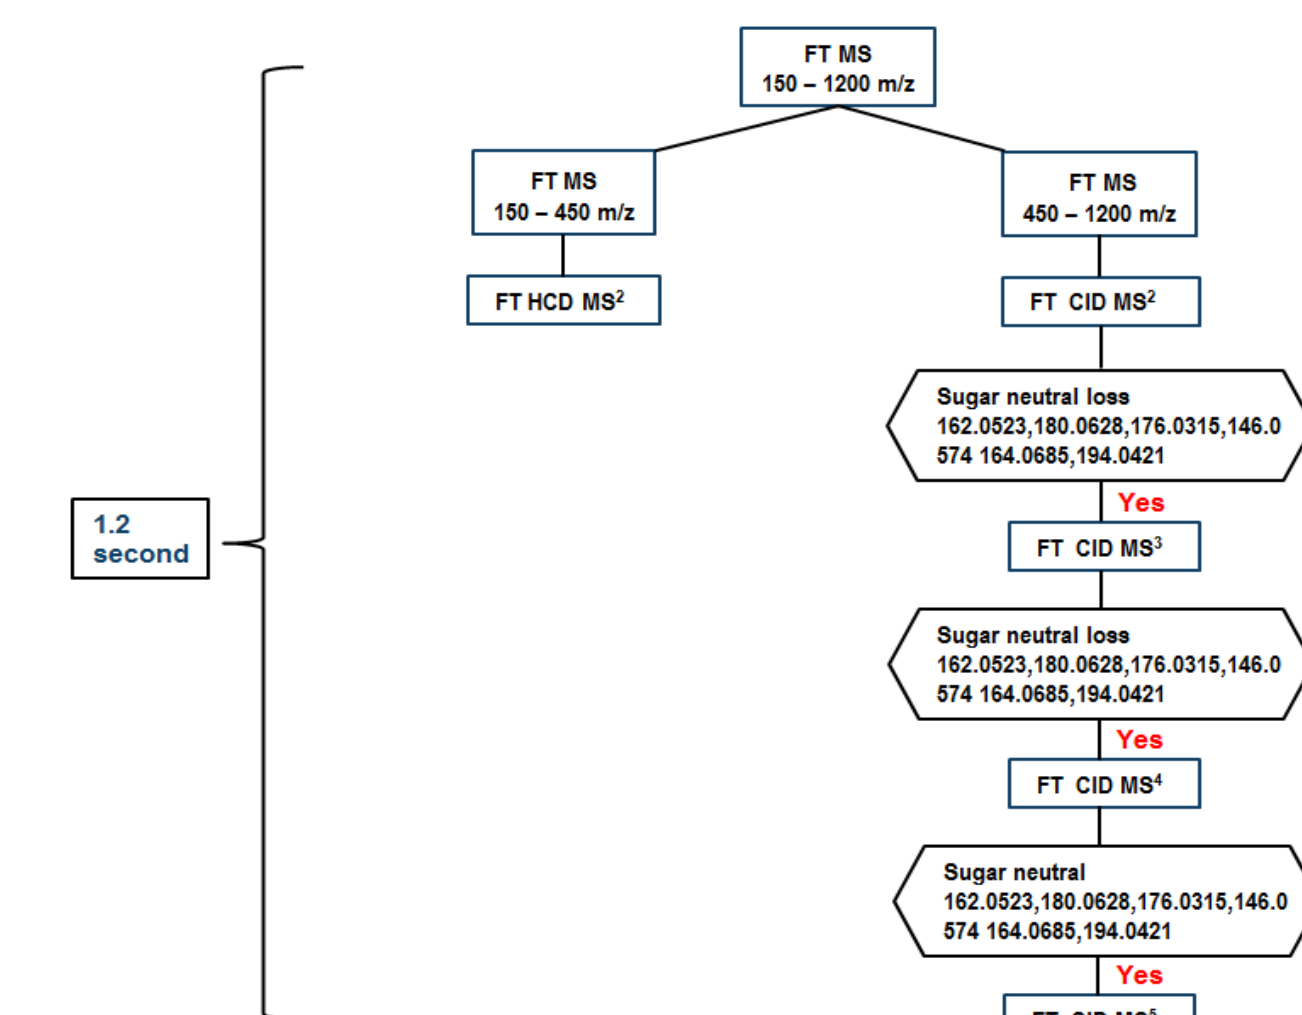 FT MS
150 – 1200 m/z
FT MS
150 – 450 m/z
FT MS
450 – 1200 m/z
FT HCD MS²
FT CID MS²
Sugar neutral loss
162.0523,180.0628,176.0315,146.0
574 164.0685,194.0421
Yes
FT CID MS³
1.2
second
Sugar neutral loss
162.0523,180.0628,176.0315,146.0
574 164.0685,194.0421
Yes
FT CID MS⁴
Sugar neutral
162.0523,180.0628,176.0315,146.0
574 164.0685,194.0421
Yes
FT CID MS⁵